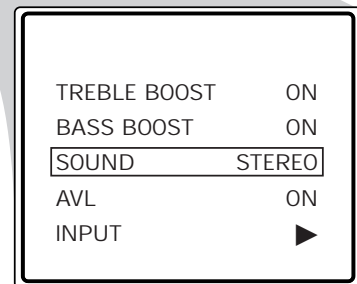 TREBLE BOOST ON
BASS BOOST ON
SOUND STEREO
AVL ON
INPUT ▶